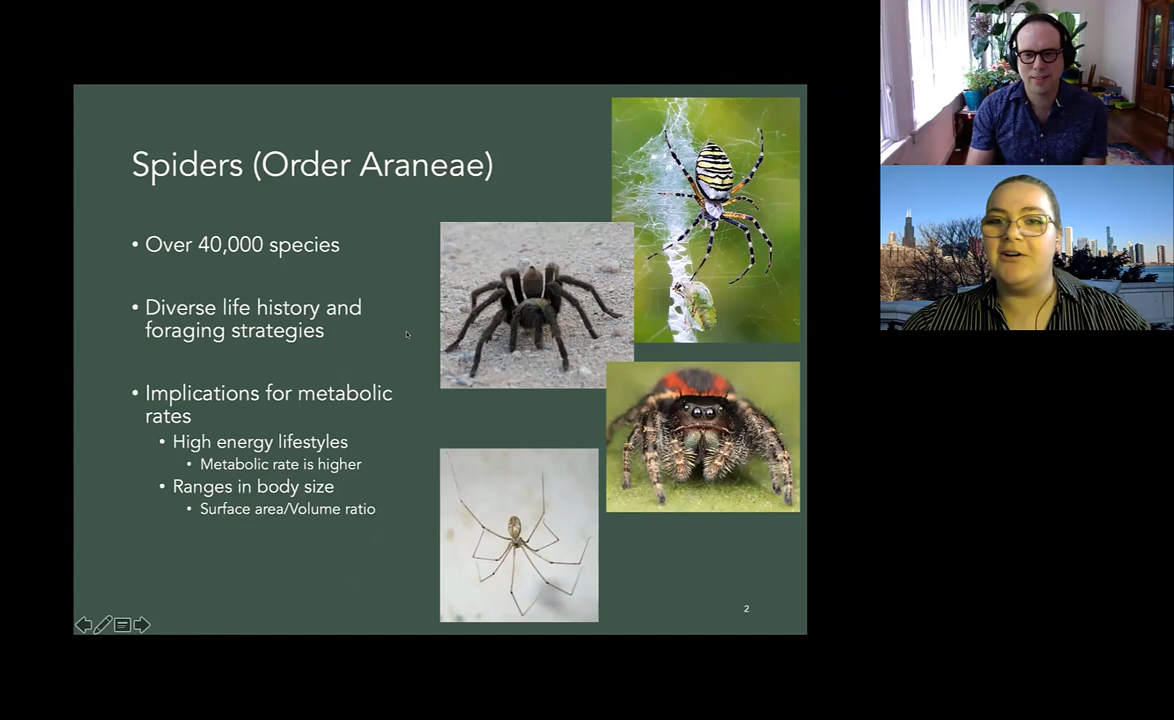 Spiders (Order Araneae)
• Over 40,000 species
• Diverse life history and
foraging strategies
• Implications for metabolic
rates
• High energy lifestyles
• Metabolic rate is higher
• Ranges in body size
• Surface area/Volume ratio
2